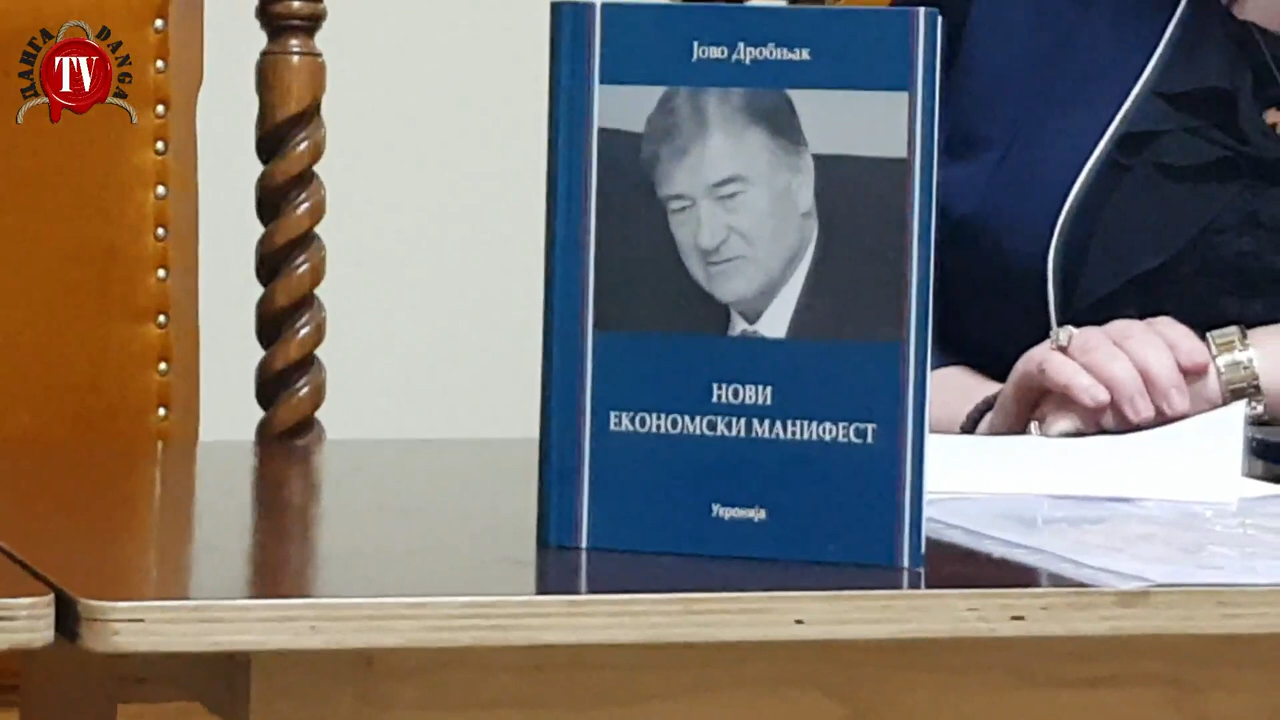 ДАНГА
TV
DANGA
Јово Дробњак
НОВИ
ЕКОНОМСКИ МАНИФЕСТ
Укронија